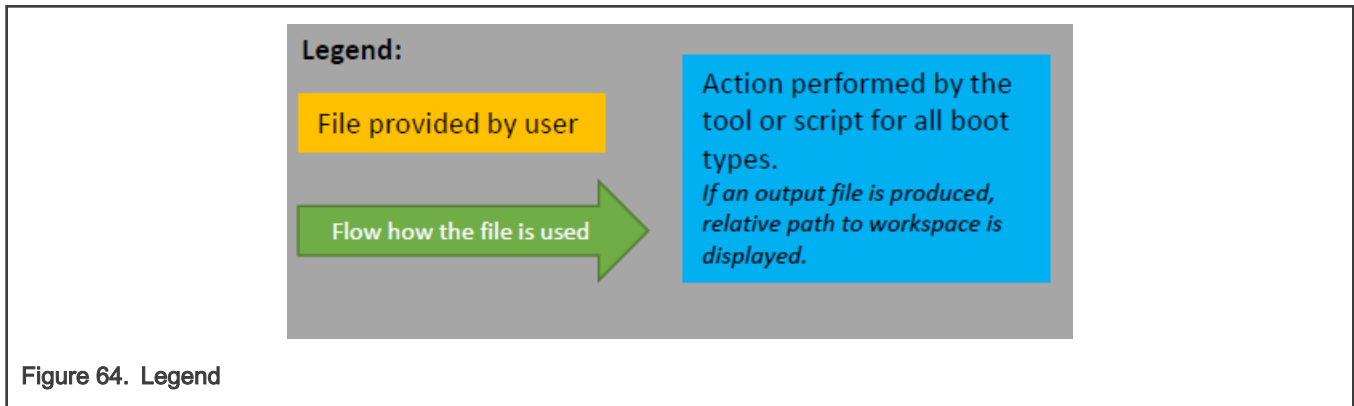 Legend:
File provided by user
Flow how the file is used
Action performed by the
tool or script for all boot
types.
If an output file is produced,
relative path to workspace is
displayed.
Figure 64. Legend